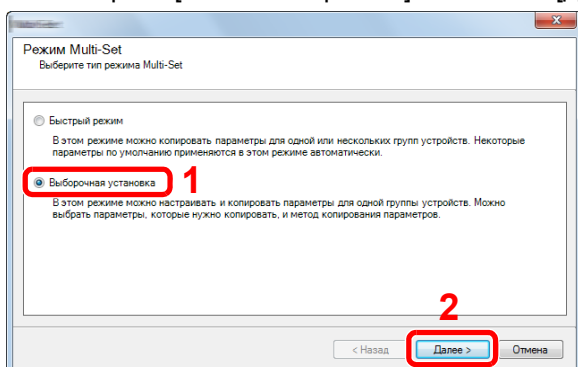 Режим Multi-Set
Выберите тип режима Multi-Set
Быстрый режим
В этом режиме можно копировать параметры для одной или нескольких групп устройств. Некоторые
параметры по умолчанию применяются в этом режиме автоматически.
Выборочная установка
1
В этом режиме можно настраивать и копировать параметры для одной группы устройств. Можно
выбрать параметры, которые нужно копировать, и метод копирования параметров.
2
< Назад
Далее >
Отмена